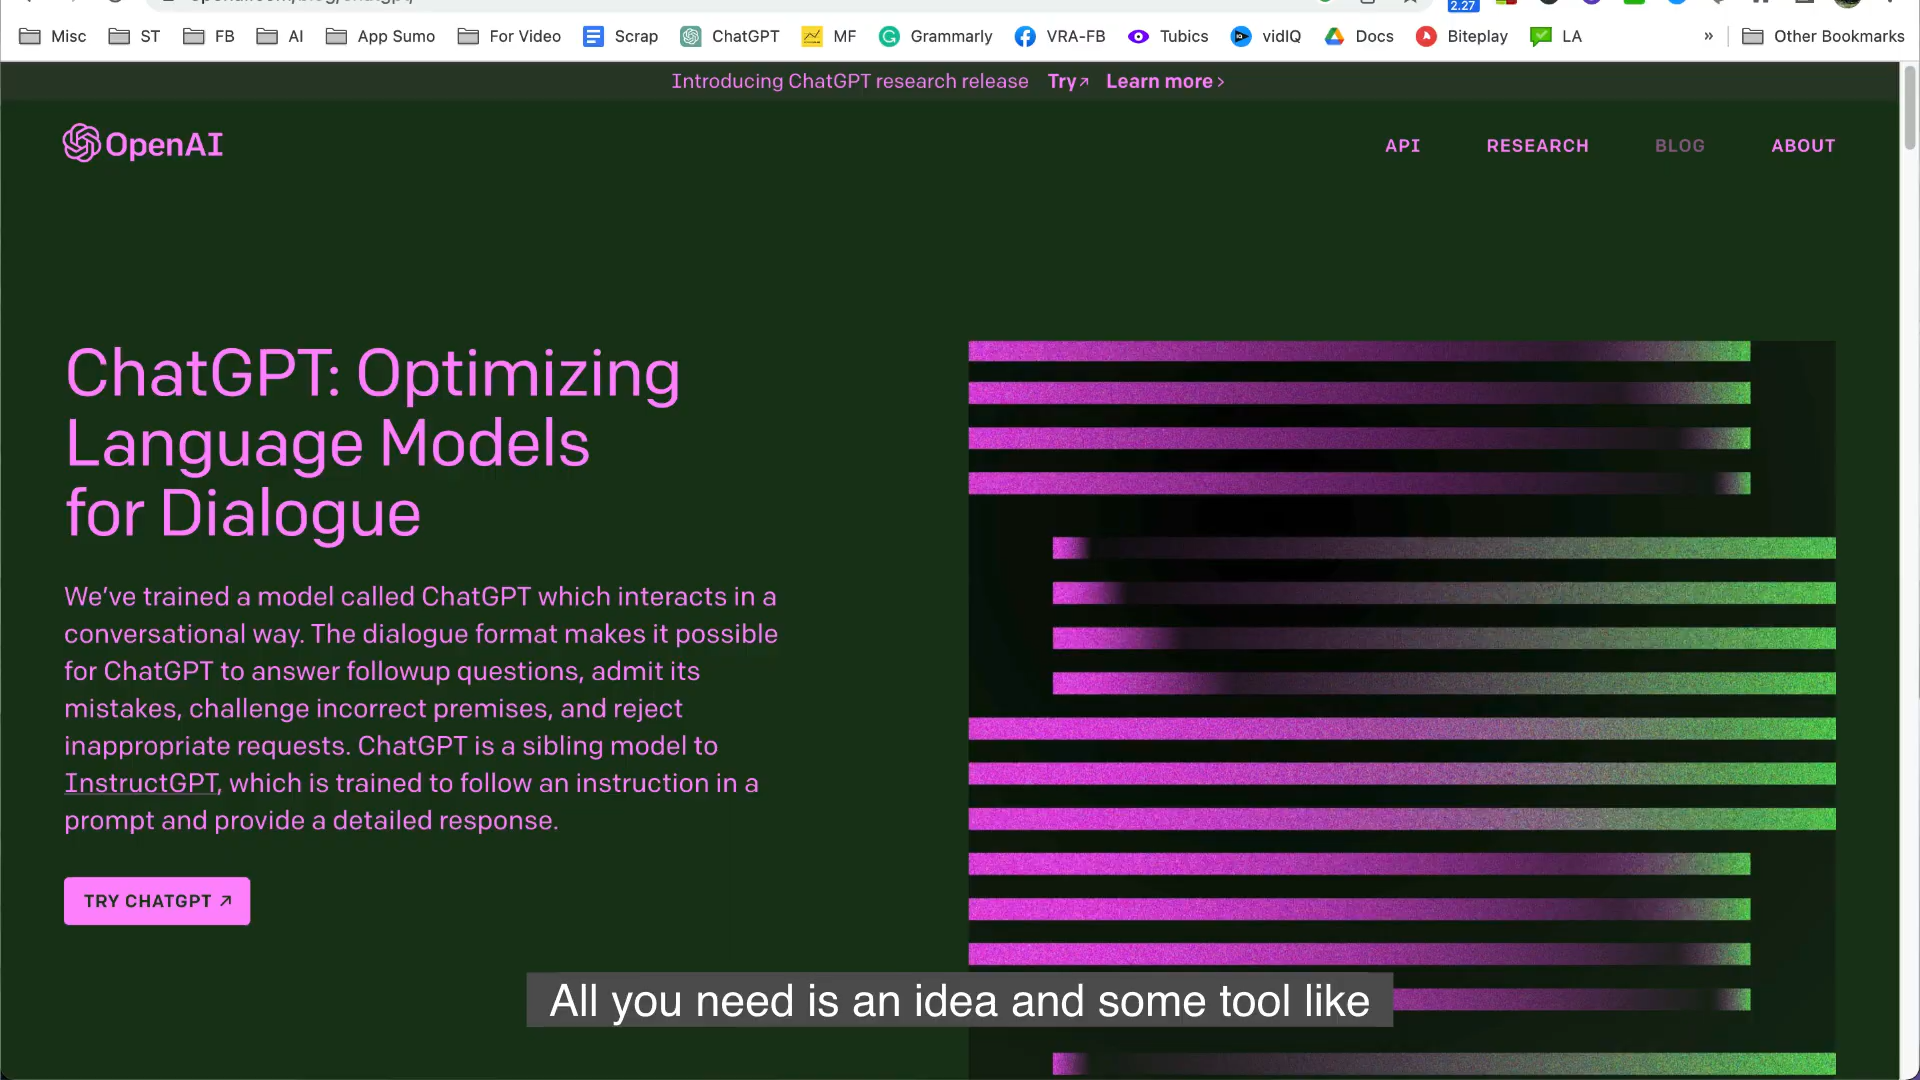 2.27
Misc ST FB AI App Sumo For Video Scrap ChatGPT MF Grammarly VRA-FB Tubics vidIQ Docs Biteplay LA » Other Bookmarks
Introducing ChatGPT research release Try↗ Learn more ›
OpenAI API RESEARCH BLOG ABOUT
ChatGPT: Optimizing
Language Models
for Dialogue
We’ve trained a model called ChatGPT which interacts in a
conversational way. The dialogue format makes it possible
for ChatGPT to answer followup questions, admit its
mistakes, challenge incorrect premises, and reject
inappropriate requests. ChatGPT is a sibling model to
InstructGPT, which is trained to follow an instruction in a
prompt and provide a detailed response.
TRY CHATGPT ↗
All you need is an idea and some tool like